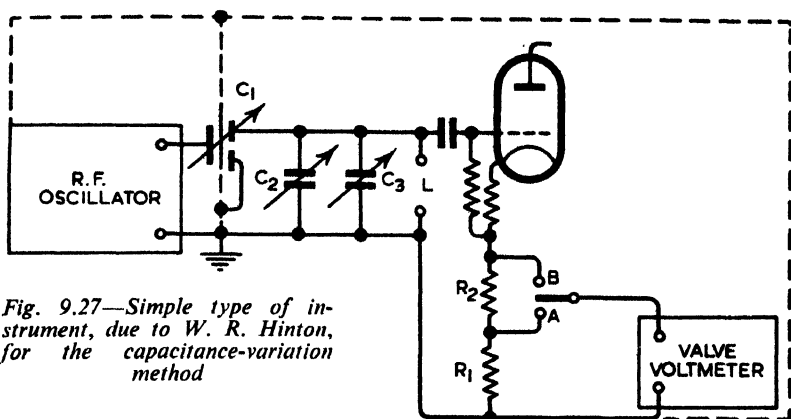 C1
R.F.
OSCILLATOR
C2
C3
L
Fig. 9.27—Simple type of in-
strument, due to W. R. Hinton,
for the capacitance-variation
method
R2
B
A
R1
VALVE
VOLTMETER